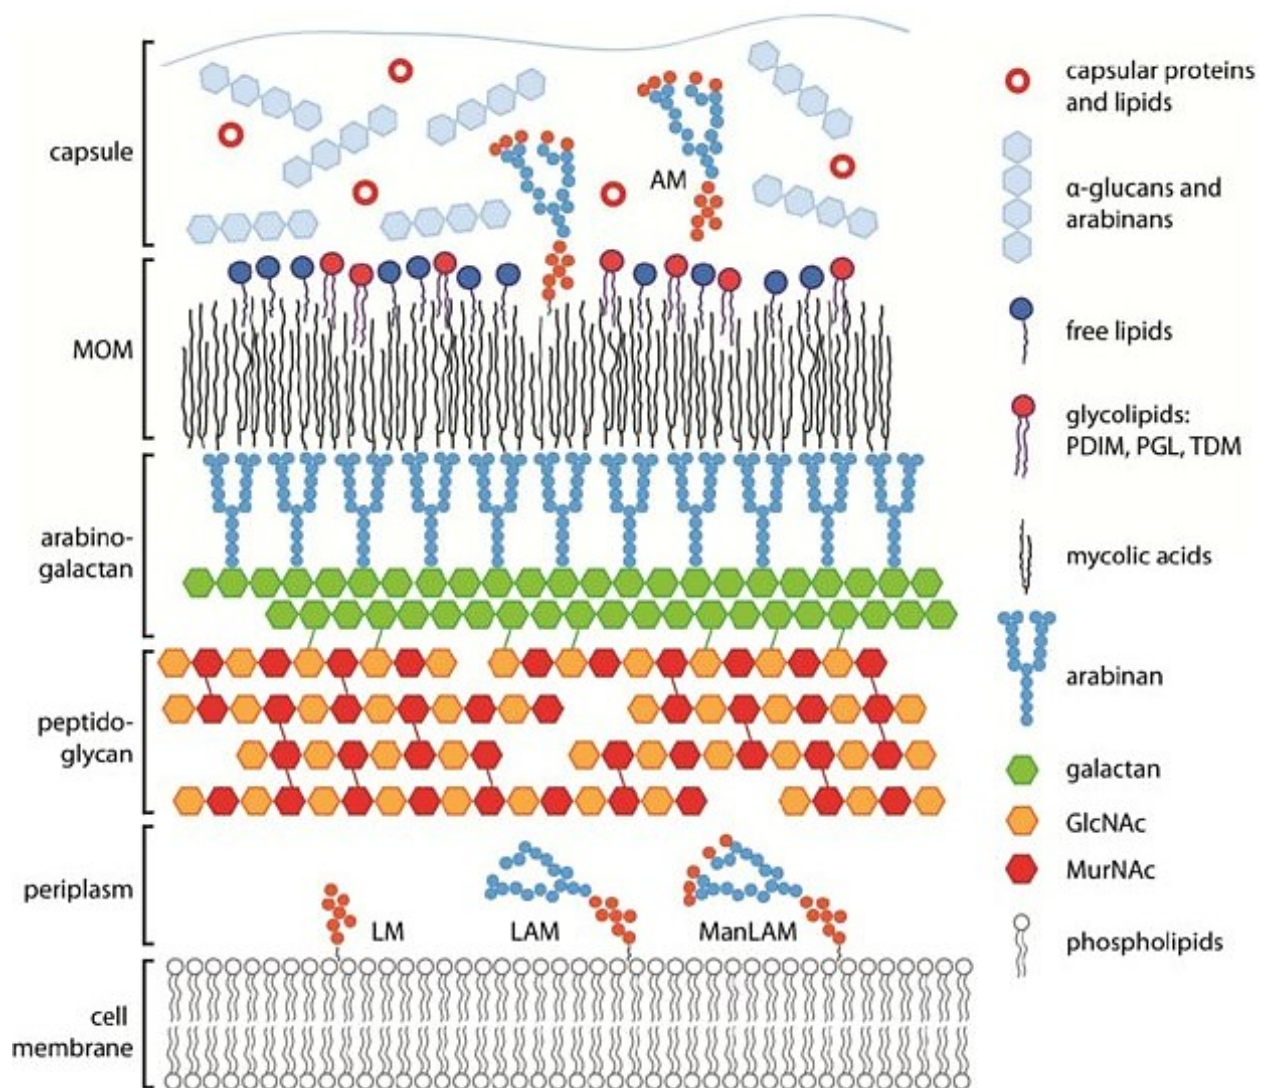 capsule
MOM
arabino-
galactan
peptido-
glycan
periplasm
cell
membrane
AM
LM
LAM
ManLAM
capsular proteins
and lipids
α-glucans and
arabinans
free lipids
glycolipids:
PDIM, PGL, TDM
mycolic acids
arabinan
galactan
GlcNAc
MurNAc
phospholipids